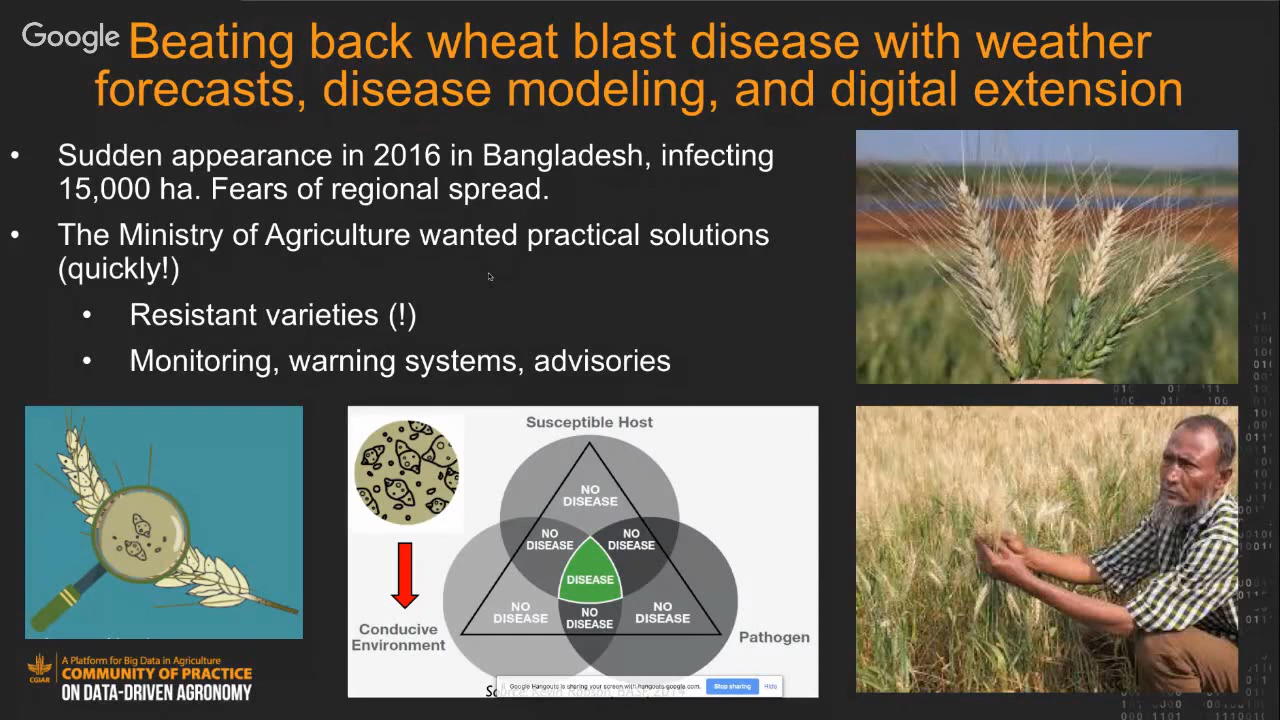 Google
Beating back wheat blast disease with weather
forecasts, disease modeling, and digital extension
• Sudden appearance in 2016 in Bangladesh, infecting
15,000 ha. Fears of regional spread.
• The Ministry of Agriculture wanted practical solutions
(quickly!)
• Resistant varieties (!)
• Monitoring, warning systems, advisories
Susceptible Host
NO
DISEASE
NO
DISEASE
NO
DISEASE
DISEASE
NO
DISEASE
NO
DISEASE
NO
DISEASE
Conducive
Environment
Pathogen
Google Hangouts is sharing your screen with hangouts.google.com.
Stop sharing
Hide
CGIAR
A Platform for Big Data in Agriculture
COMMUNITY OF PRACTICE
ON DATA-DRIVEN AGRONOMY